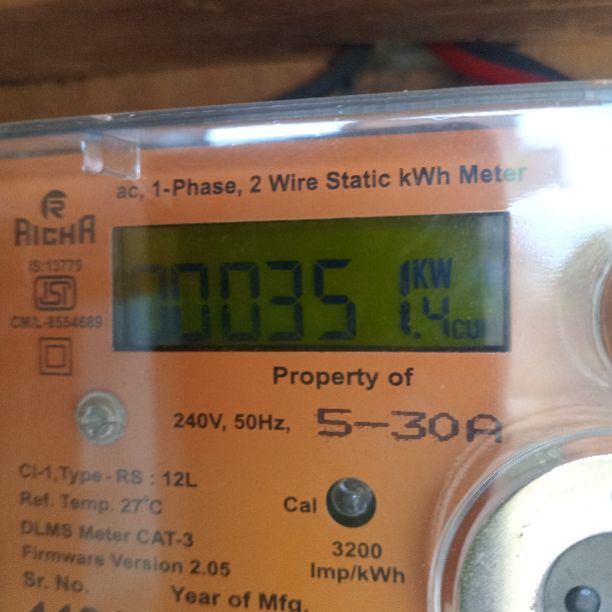 ac, 1-Phase, 2 Wire Static kWh Meter
RICHA
IS:13779
CM/L-8554689
00035 KW
1.4 CU
Property of
240V, 50Hz, 5-30A
Cl-1, Type - RS : 12L
Ref. Temp. 27°C
DLMS Meter CAT-3
Firmware Version 2.05
Sr. No.
Cal
3200
Imp/kWh
Year of Mfg.